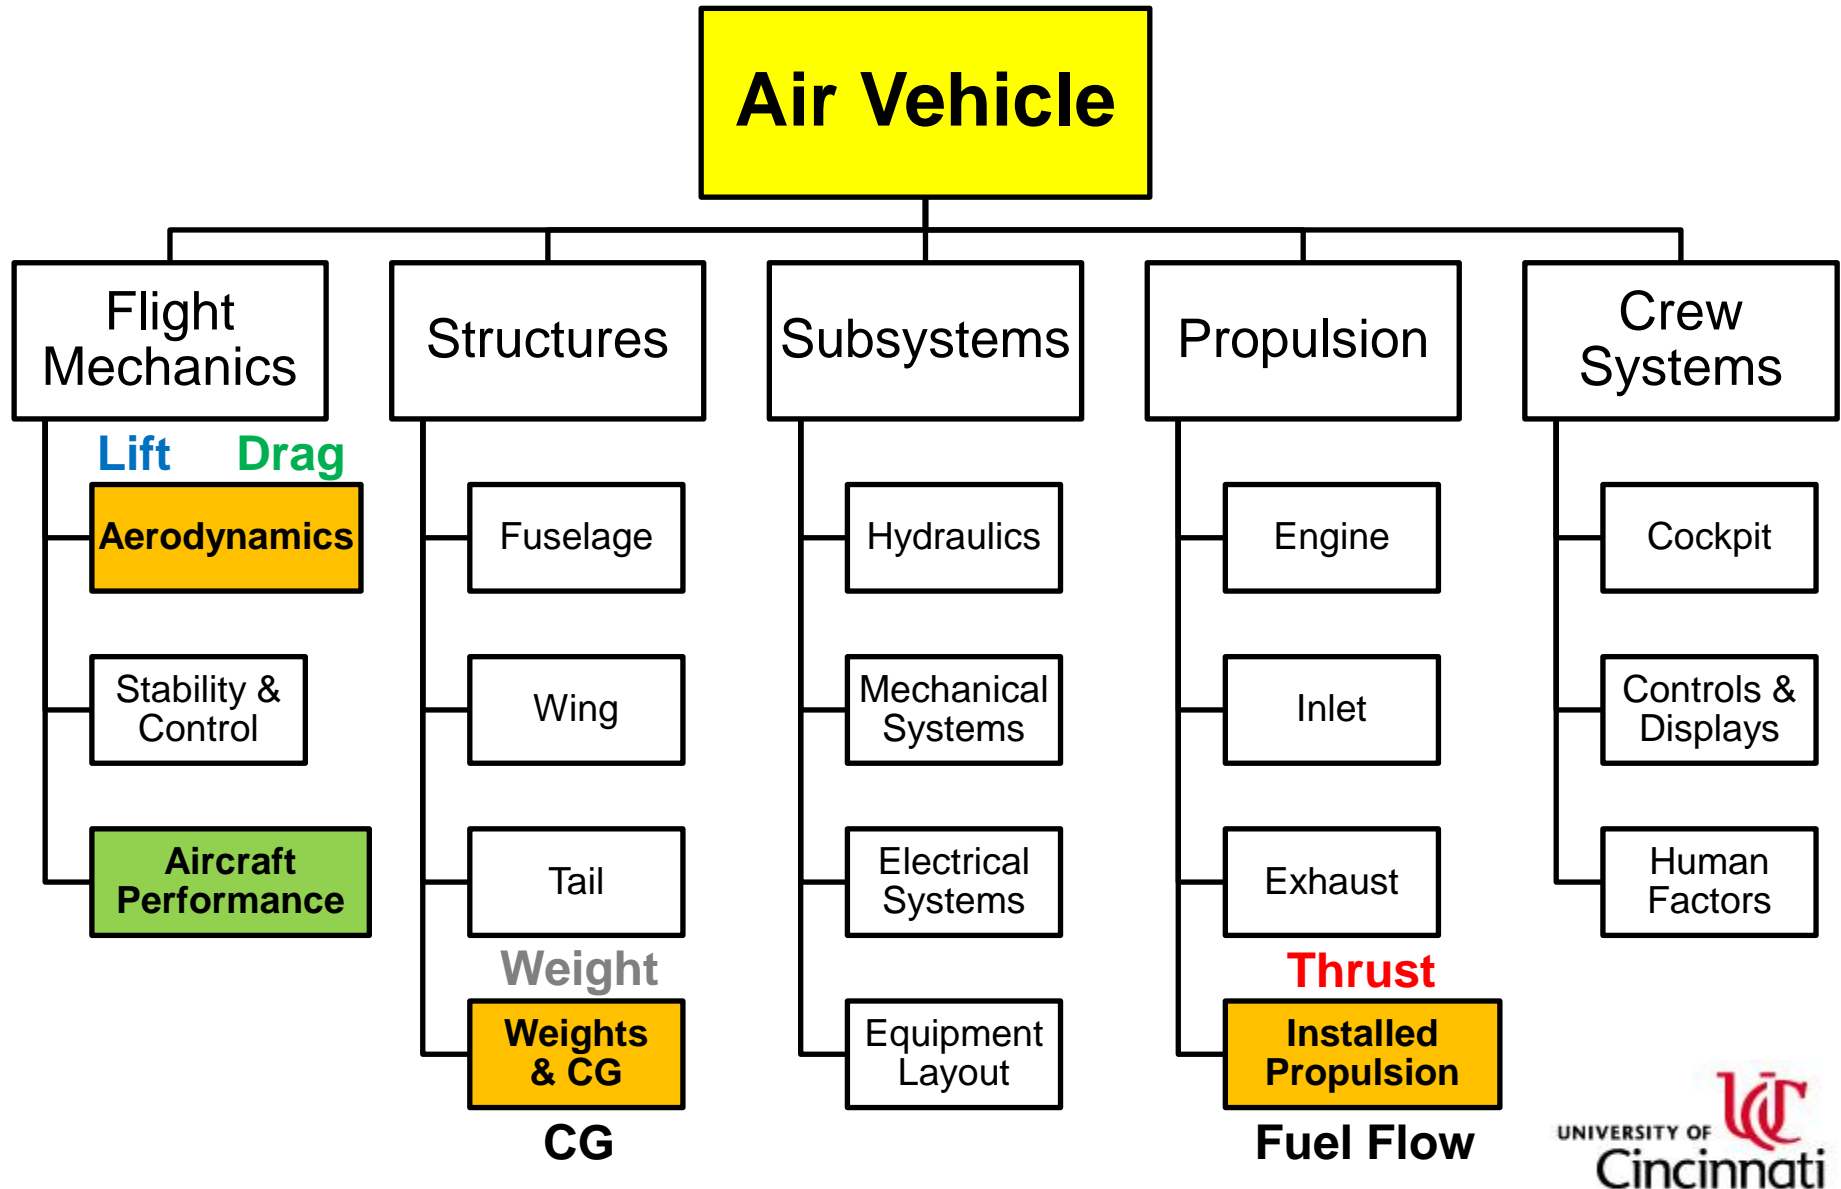 Air Vehicle
Flight
Mechanics
Structures
Subsystems
Propulsion
Crew
Systems
Lift
Drag
Aerodynamics
Fuselage
Hydraulics
Engine
Cockpit
Stability &
Control
Wing
Mechanical
Systems
Inlet
Controls &
Displays
Aircraft
Performance
Tail
Electrical
Systems
Exhaust
Human
Factors
Weight
Thrust
Weights
& CG
Equipment
Layout
Installed
Propulsion
CG
Fuel Flow
UC
UNIVERSITY OF
Cincinnati